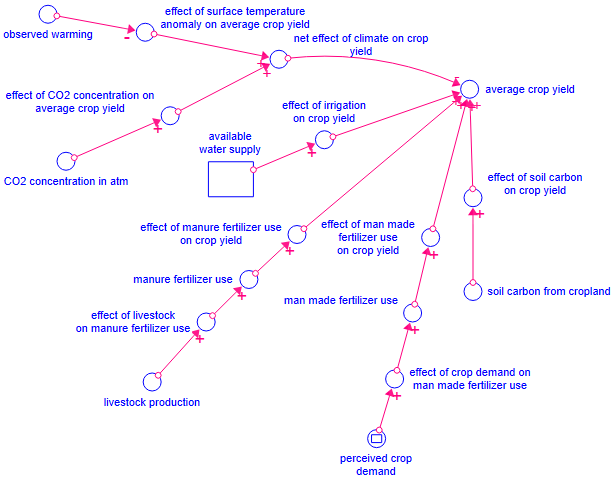 effect of surface temperature
anomaly on average crop yield
observed warming
-
net effect of climate on crop
yield
+
+
effect of CO2 concentration on
average crop yield
+
CO2 concentration in atm
average crop yield
-
+
+
+
+
effect of irrigation
on crop yield
+
available
water supply
effect of soil carbon
on crop yield
+
effect of manure fertilizer use
on crop yield
+
effect of man made
fertilizer use
on crop yield
+
manure fertilizer use
+
man made fertilizer use
+
soil carbon from cropland
effect of livestock
on manure fertilizer use
+
effect of crop demand on
man made fertilizer use
+
livestock production
perceived crop
demand